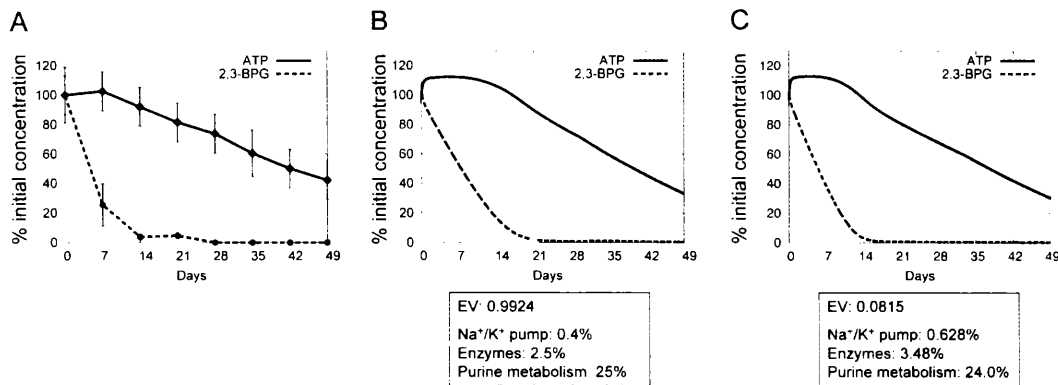 A
ATP
2,3-BPG
% initial concentration
120
100
80
60
40
20
0
0 7 14 21 28 35 42 49
Days
B
ATP
2,3-BPG
% initial concentration
120
100
80
60
40
20
0
0 7 14 21 28 35 42 49
Days
EV: 0.9924
Na⁺/K⁺ pump: 0.4%
Enzymes: 2.5%
Purine metabolism 25%
C
ATP
2,3-BPG
% initial concentration
120
100
80
60
40
20
0
0 7 14 21 28 35 42 49
Days
EV: 0.0815
Na⁺/K⁺ pump: 0.628%
Enzymes: 3.48%
Purine metabolism: 24.0%